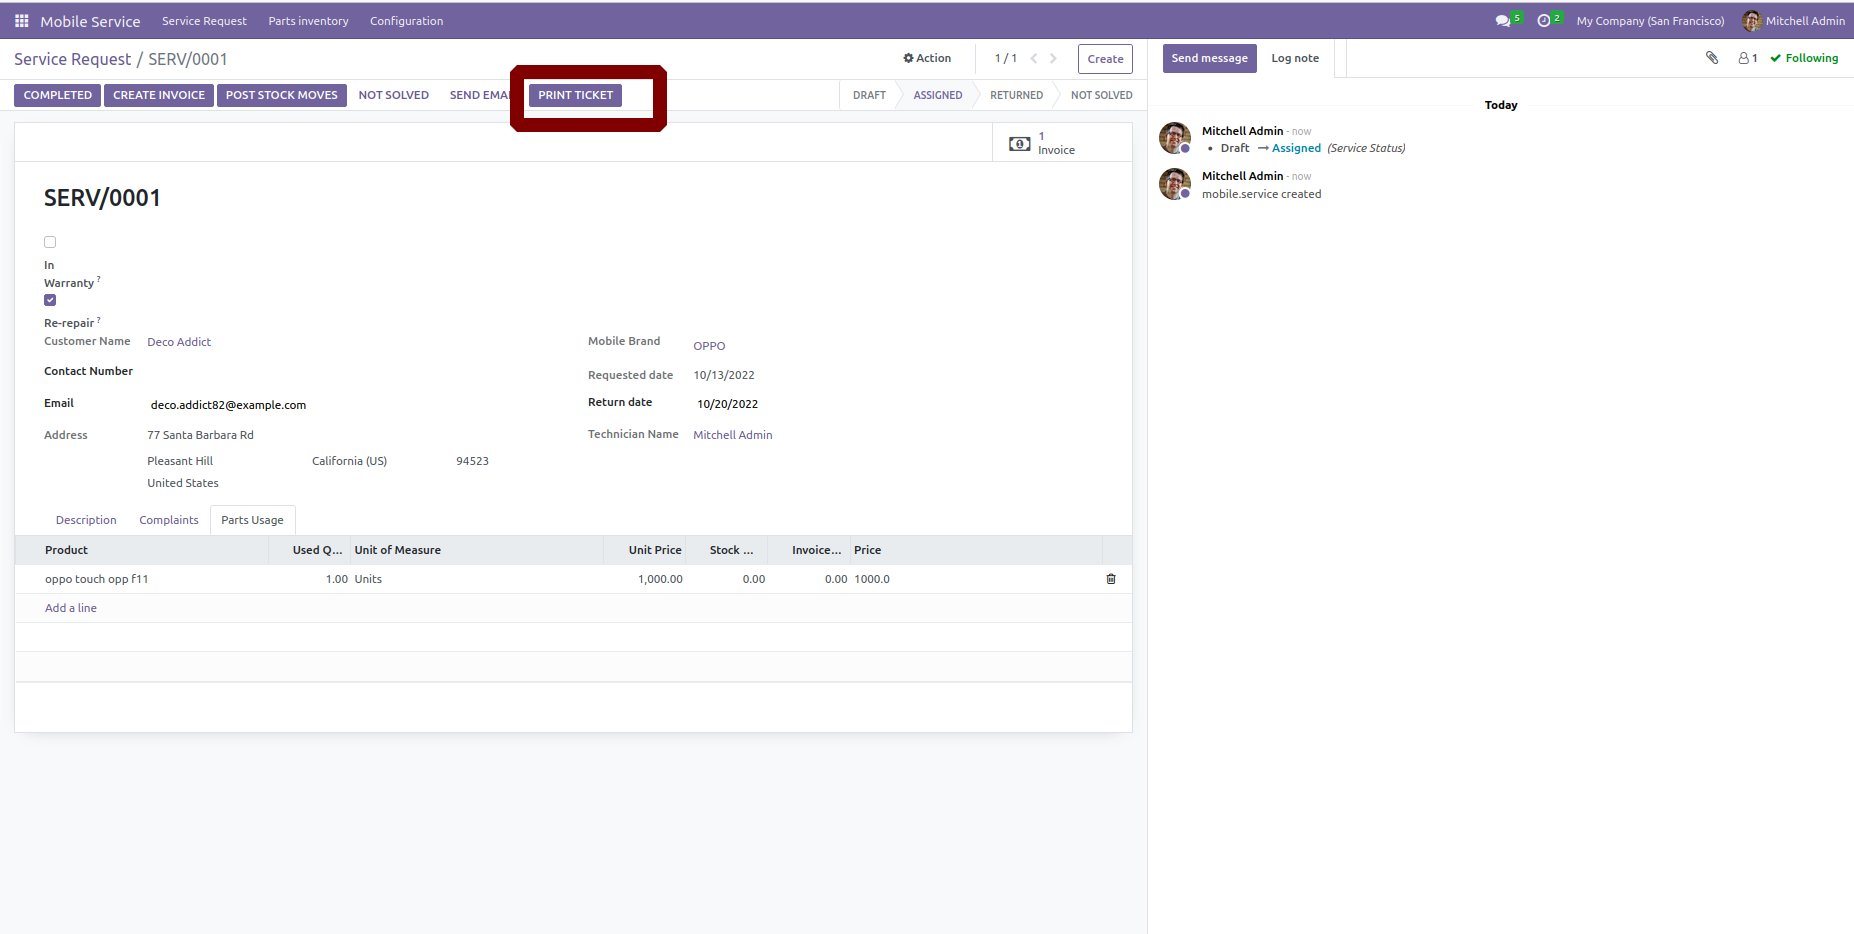 Mobile Service Service Request Parts inventory Configuration 5 2 My Company (San Francisco) Mitchell Admin
Service Request / SERV/0001 Action 1 / 1 Create
COMPLETED CREATE INVOICE POST STOCK MOVES NOT SOLVED SEND EMA PRINT TICKET DRAFT ASSIGNED RETURNED NOT SOLVED
1
Invoice
SERV/0001
In
Warranty ?
Re-repair ?
Customer Name Deco Addict Mobile Brand OPPO
Contact Number Requested date 10/13/2022
Email deco.addict82@example.com Return date 10/20/2022
Address 77 Santa Barbara Rd Technician Name Mitchell Admin
Pleasant Hill California (US) 94523
United States
Description Complaints Parts Usage
Product Used Q... Unit of Measure Unit Price Stock ... Invoice... Price
oppo touch opp f11 1.00 Units 1,000.00 0.00 0.00 1000.0
Add a line
Send message Log note 1 Following
Today
Mitchell Admin - now
• Draft → Assigned (Service Status)
Mitchell Admin - now
mobile.service created